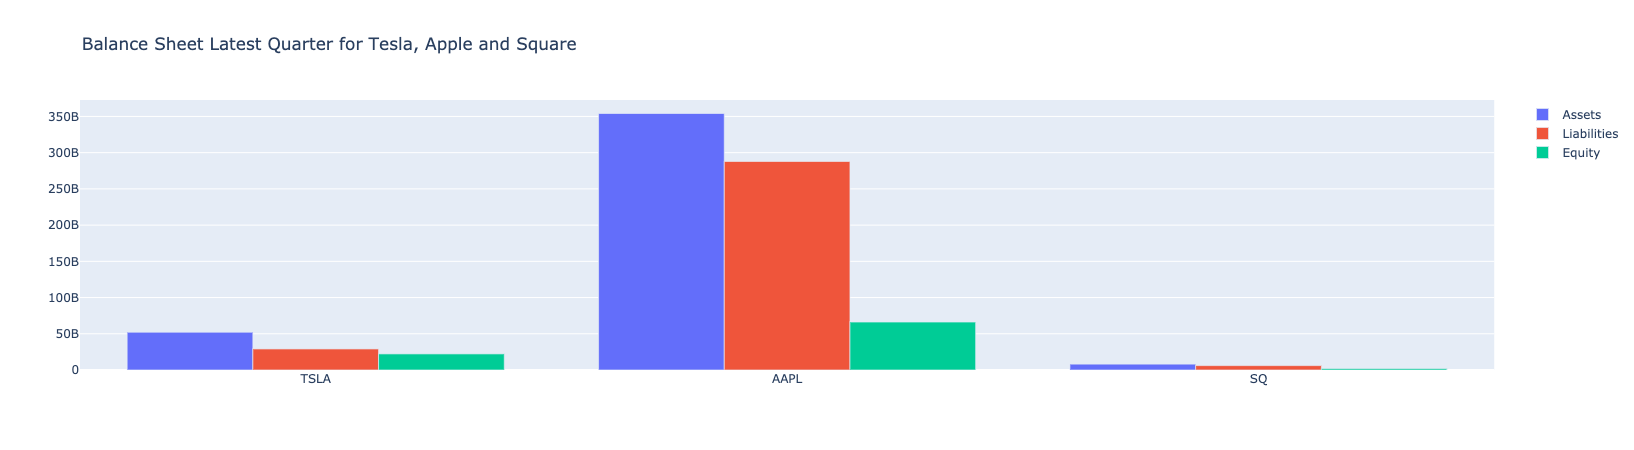 Balance Sheet Latest Quarter for Tesla, Apple and Square
350B
300B
250B
200B
150B
100B
50B
0
TSLA
AAPL
SQ
Assets
Liabilities
Equity